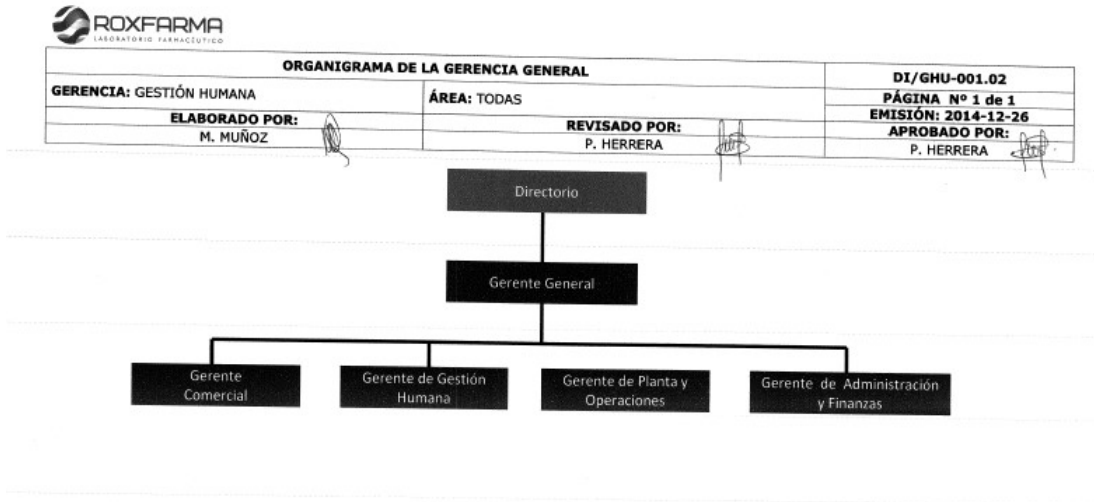 ROXFARMA
LABORATORIO FARMACÉUTICO
ORGANIGRAMA DE LA GERENCIA GENERAL
DI/GHU-001.02
GERENCIA: GESTIÓN HUMANA
ÁREA: TODAS
PÁGINA Nº 1 de 1
EMISIÓN: 2014-12-26
ELABORADO POR:
REVISADO POR:
APROBADO POR:
M. MUÑOZ
P. HERRERA
P. HERRERA
Directorio
Gerente General
Gerente
Comercial
Gerente de Gestión
Humana
Gerente de Planta y
Operaciones
Gerente de Administración
y Finanzas